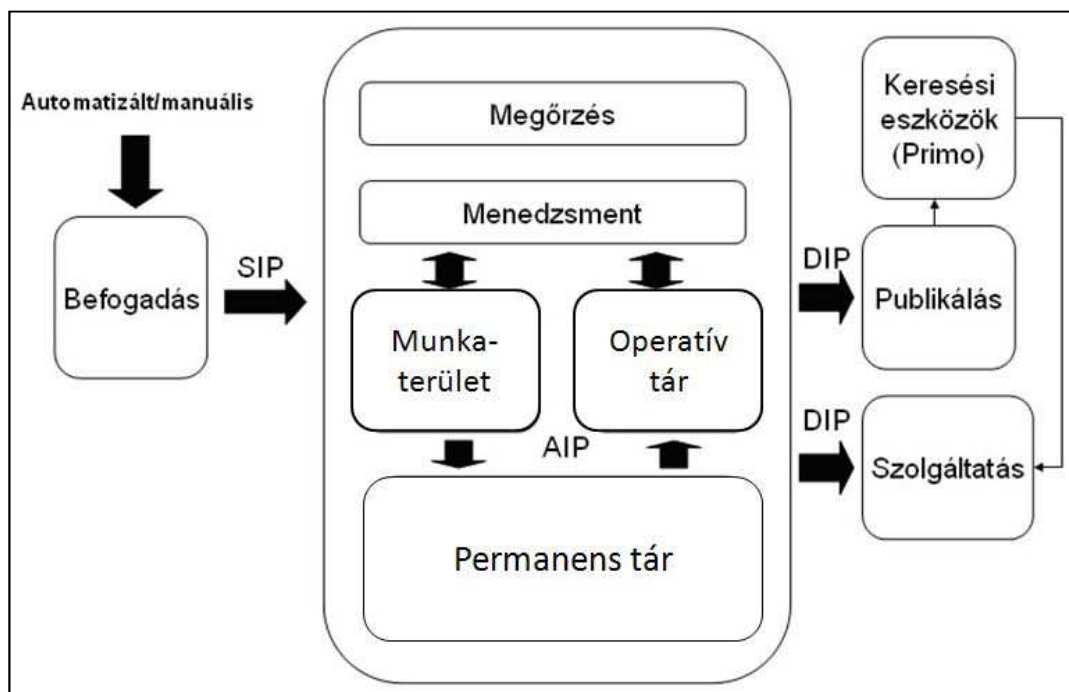 Automatizált/manuális
Befogadás
SIP
Megőrzés
Menedzsment
Munka-
terület
Operatív
tár
AIP
Permanens tár
DIP
Publikálás
Keresési
eszközök
(Primo)
DIP
Szolgáltatás